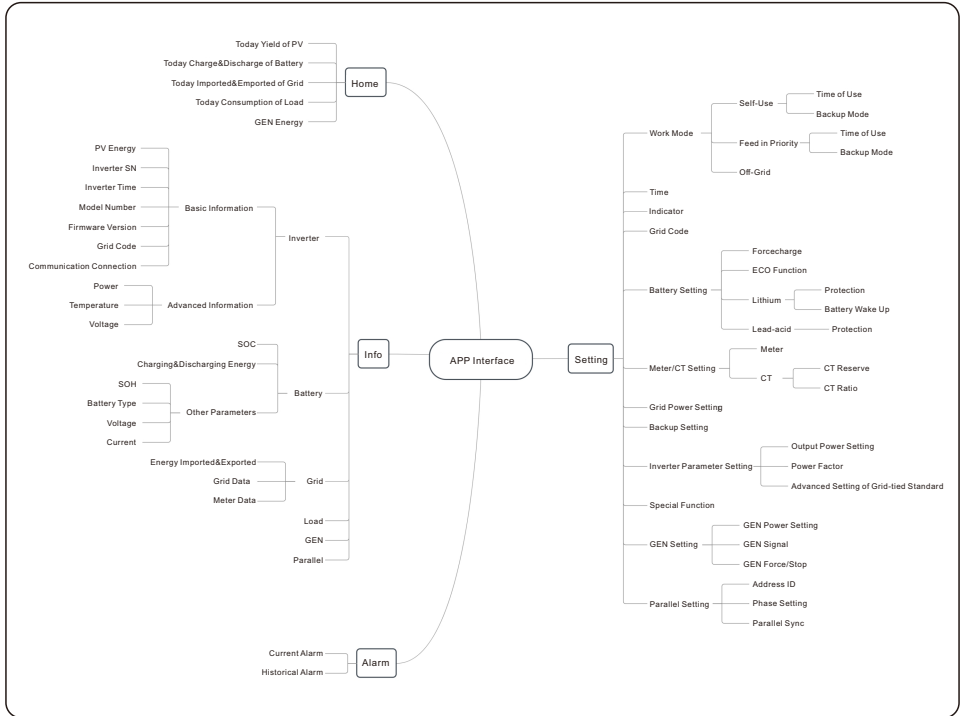 Today Yield of PV
Today Charge&Discharge of Battery
Today Imported&Emported of Grid
Today Consumption of Load
GEN Energy
Home
PV Energy
Inverter SN
Inverter Time
Model Number
Firmware Version
Grid Code
Communication Connection
Basic Information
Power
Temperature
Voltage
Advanced Information
Inverter
SOC
Charging&Discharging Energy
SOH
Battery Type
Voltage
Current
Other Parameters
Battery
Energy Imported&Exported
Grid Data
Meter Data
Grid
Load
GEN
Parallel
Info
Current Alarm
Historical Alarm
Alarm
APP Interface
Setting
Work Mode
Self-Use
Time of Use
Backup Mode
Feed in Priority
Time of Use
Backup Mode
Off-Grid
Time
Indicator
Grid Code
Battery Setting
Forcecharge
ECO Function
Lithium
Protection
Battery Wake Up
Lead-acid
Protection
Meter/CT Setting
Meter
CT
CT Reserve
CT Ratio
Grid Power Setting
Backup Setting
Inverter Parameter Setting
Output Power Setting
Power Factor
Advanced Setting of Grid-tied Standard
Special Function
GEN Setting
GEN Power Setting
GEN Signal
GEN Force/Stop
Parallel Setting
Address ID
Phase Setting
Parallel Sync